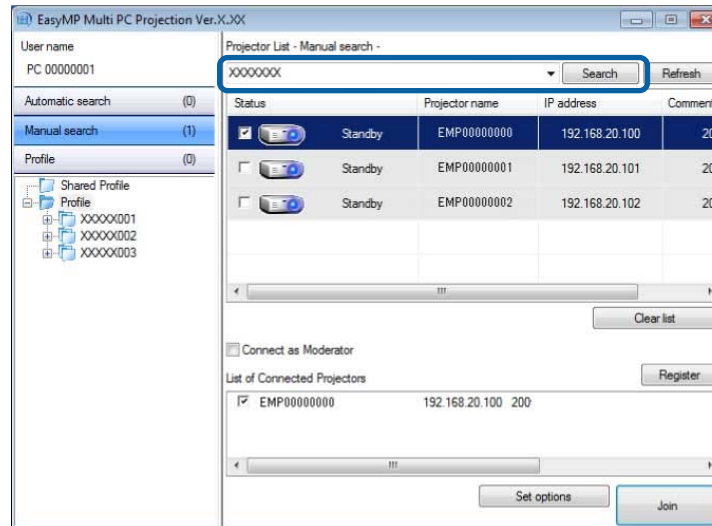 EasyMP Multi PC Projection Ver.X.XX
User name
PC 00000001
Automatic search (0)
Manual search (1)
Profile (0)
Shared Profile
Profile
XXXXX001
XXXXX002
XXXXX003
Projector List - Manual search -
XXXXXXX Search Refresh
Status Projector name IP address Comment
Standby EMP00000000 192.168.20.100 20
Standby EMP00000001 192.168.20.101 20
Standby EMP00000002 192.168.20.102 20
Clear list
Connect as Moderator
List of Connected Projectors Register
EMP00000000 192.168.20.100 200
Set options Join